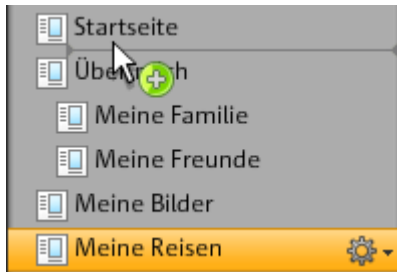 Startseite
Meine Familie
Meine Freunde
Meine Bilder
Meine Reisen